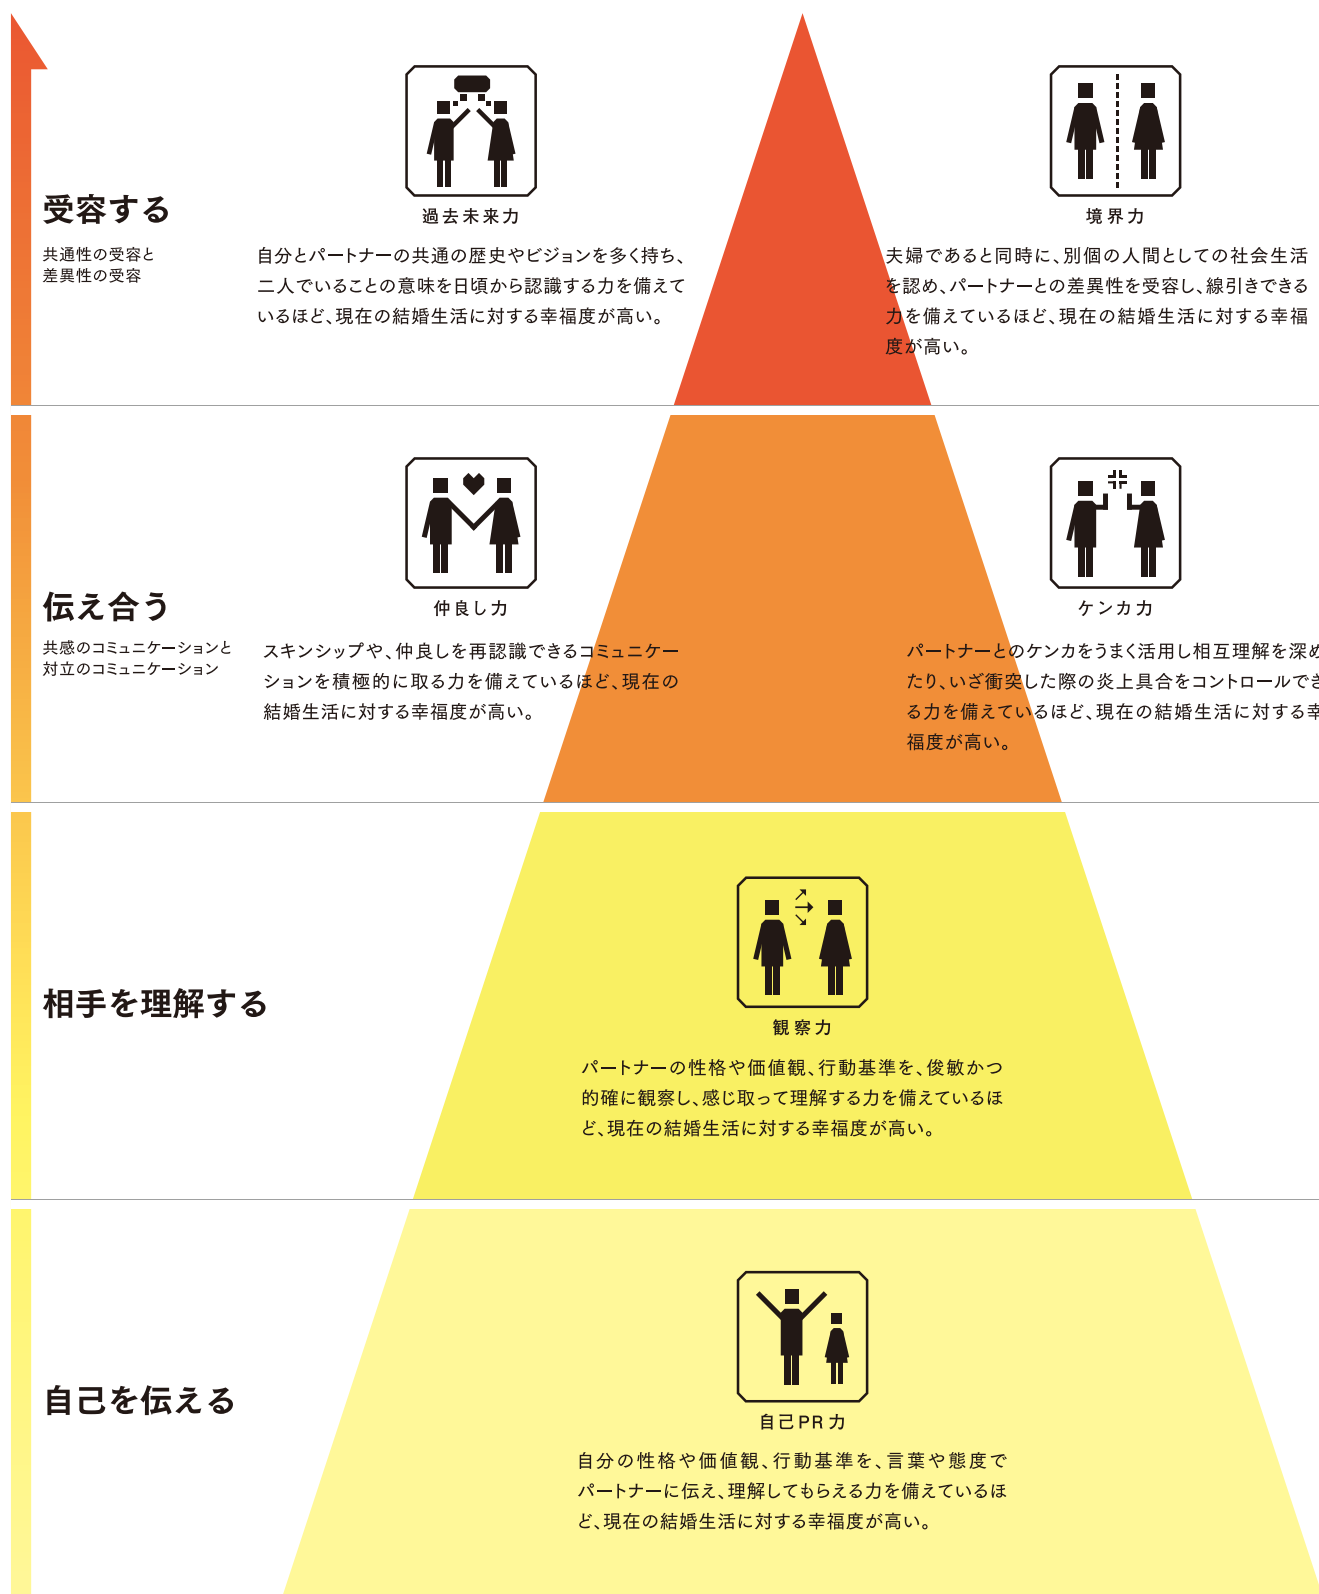 受容する
共通性の受容と
差異性の受容
過去未来力
自分とパートナーの共通の歴史やビジョンを多く持ち、
二人でいることの意味を日頃から認識する力を備えて
いるほど、現在の結婚生活に対する幸福度が高い。
境界力
夫婦であると同時に、別個の人間としての社会生活
を認め、パートナーとの差異性を受容し、線引きできる
力を備えているほど、現在の結婚生活に対する幸福
度が高い。
伝え合う
共感のコミュニケーションと
対立のコミュニケーション
仲良し力
スキンシップや、仲良しを再認識できるコミュニケー
ションを積極的に取る力を備えているほど、現在の
結婚生活に対する幸福度が高い。
ケンカ力
パートナーとのケンカをうまく活用し相互理解を深め
たり、いざ衝突した際の炎上具合をコントロールでき
る力を備えているほど、現在の結婚生活に対する幸
福度が高い。
相手を理解する
観察力
パートナーの性格や価値観、行動基準を、俊敏かつ
的確に観察し、感じ取って理解する力を備えているほ
ど、現在の結婚生活に対する幸福度が高い。
自己を伝える
自己PR力
自分の性格や価値観、行動基準を、言葉や態度で
パートナーに伝え、理解してもらえる力を備えているほ
ど、現在の結婚生活に対する幸福度が高い。